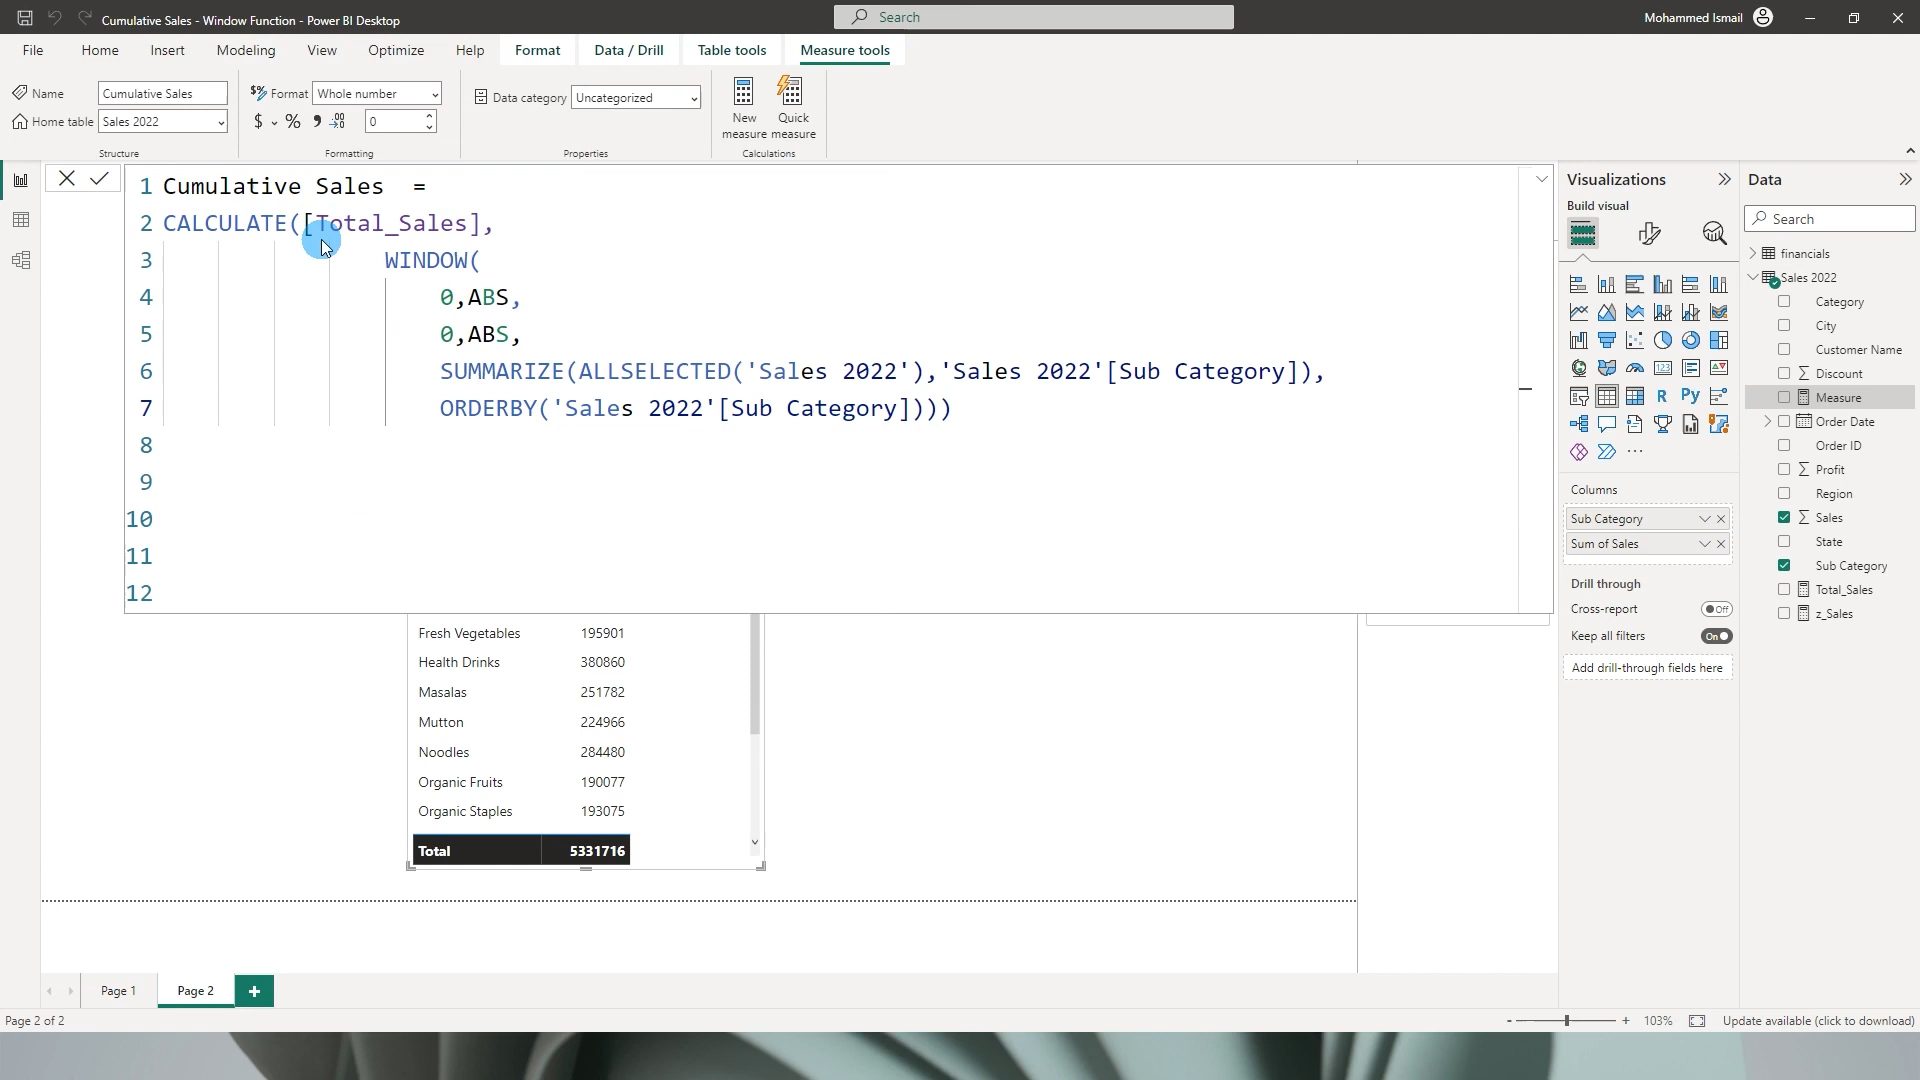 Cumulative Sales - Window Function - Power BI Desktop
Search
Mohammed Ismail
File
Home
Insert
Modeling
View
Optimize
Help
Format
Data / Drill
Table tools
Measure tools
Name
Cumulative Sales
Home table
Sales 2022
Structure
Format
Whole number
$ % 0
Formatting
Data category
Uncategorized
Properties
New measure
Quick measure
Calculations
1 Cumulative Sales =
2 CALCULATE([Total_Sales],
3 WINDOW(
4 0,ABS,
5 0,ABS,
6 SUMMARIZE(ALLSELECTED('Sales 2022'),'Sales 2022'[Sub Category]),
7 ORDERBY('Sales 2022'[Sub Category])))
8
9
10
11
12
Fresh Vegetables 195901
Health Drinks 380860
Masalas 251782
Mutton 224966
Noodles 284480
Organic Fruits 190077
Organic Staples 193075
Total 5331716
Visualizations
Build visual
123
R
Py
...
Columns
Sub Category
Sum of Sales
Drill through
Cross-report
Off
Keep all filters
On
Add drill-through fields here
Data
Search
financials
Sales 2022
Category
City
Customer Name
Discount
Measure
Order Date
Order ID
Profit
Region
Sales
State
Sub Category
Total_Sales
z_Sales
Page 1
Page 2
+
Page 2 of 2
- + 103%
Update available (click to download)